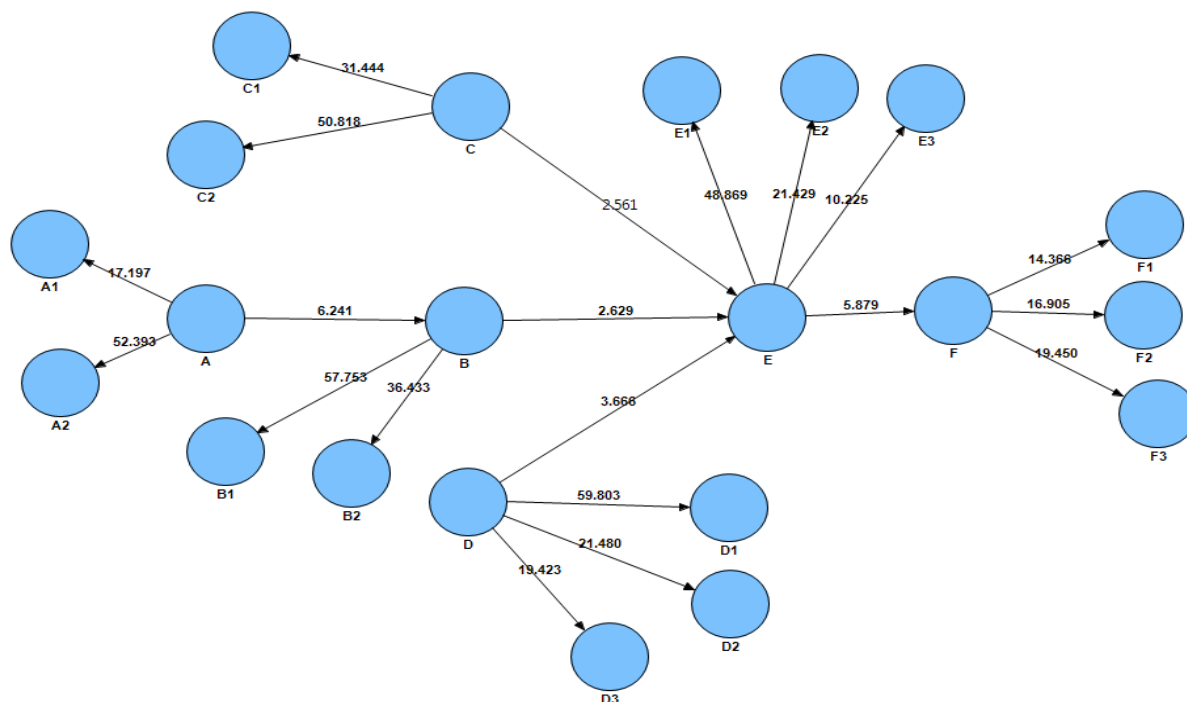 31.444
C1
50.818
C
C2
E1
E2
E3
2.561
48.869
21.429
10.225
17.197
A1
14.366
F1
6.241
2.629
5.879
16.905
52.393
A
B
E
F
F2
19.450
57.753
36.433
3.666
A2
F3
B1
B2
59.803
D
21.480
D1
19.423
D2
D3